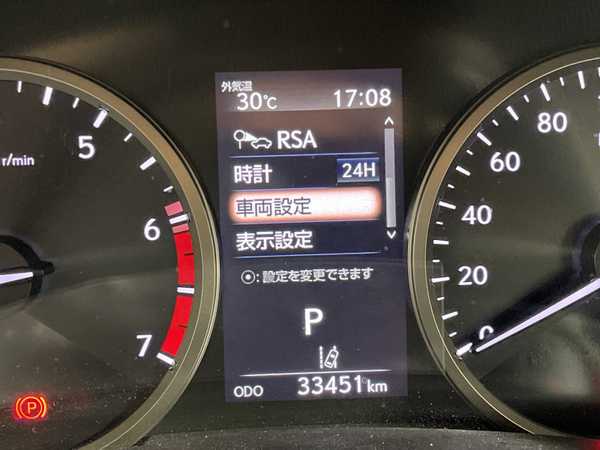 外気温
30℃ 17:08
RSA
時計 24H
車両設定
表示設定
⦿:設定を変更できます
P
ODO 33451 km
r/min
5
6
7
80
60
40
20
0
P